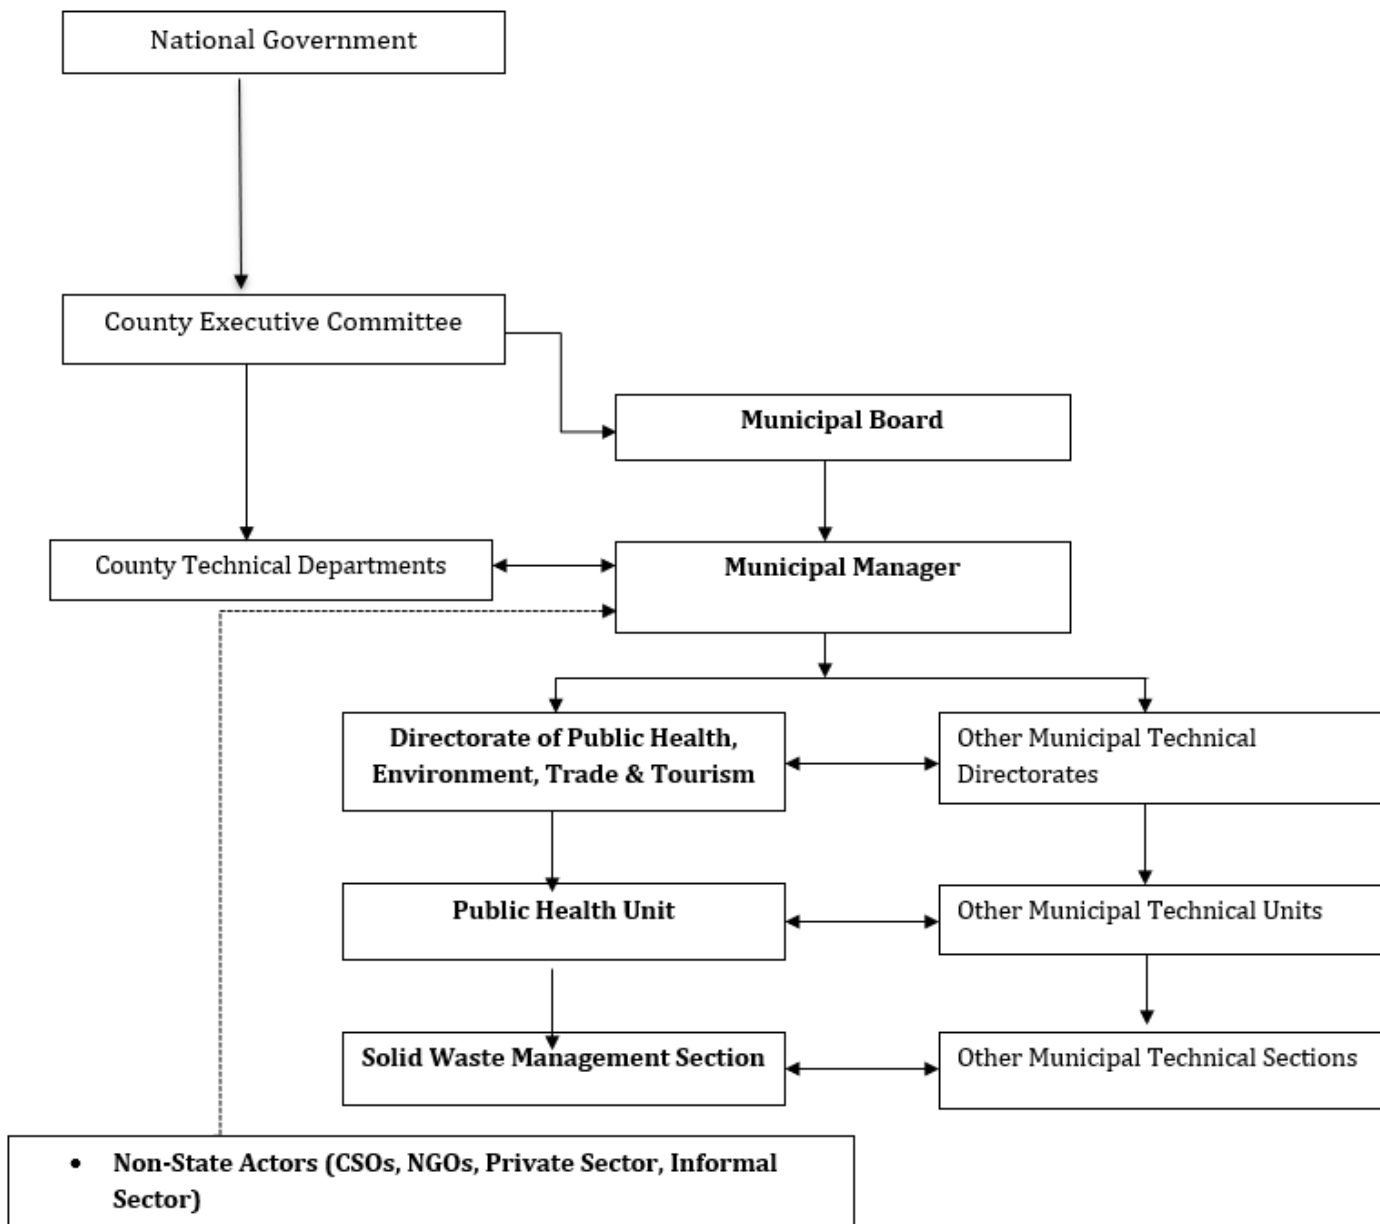 National Government
County Executive Committee
Municipal Board
County Technical Departments
Municipal Manager
Directorate of Public Health,
Environment, Trade & Tourism
Other Municipal Technical
Directorates
Public Health Unit
Other Municipal Technical Units
Solid Waste Management Section
Other Municipal Technical Sections
• Non-State Actors (CSOs, NGOs, Private Sector, Informal
Sector)